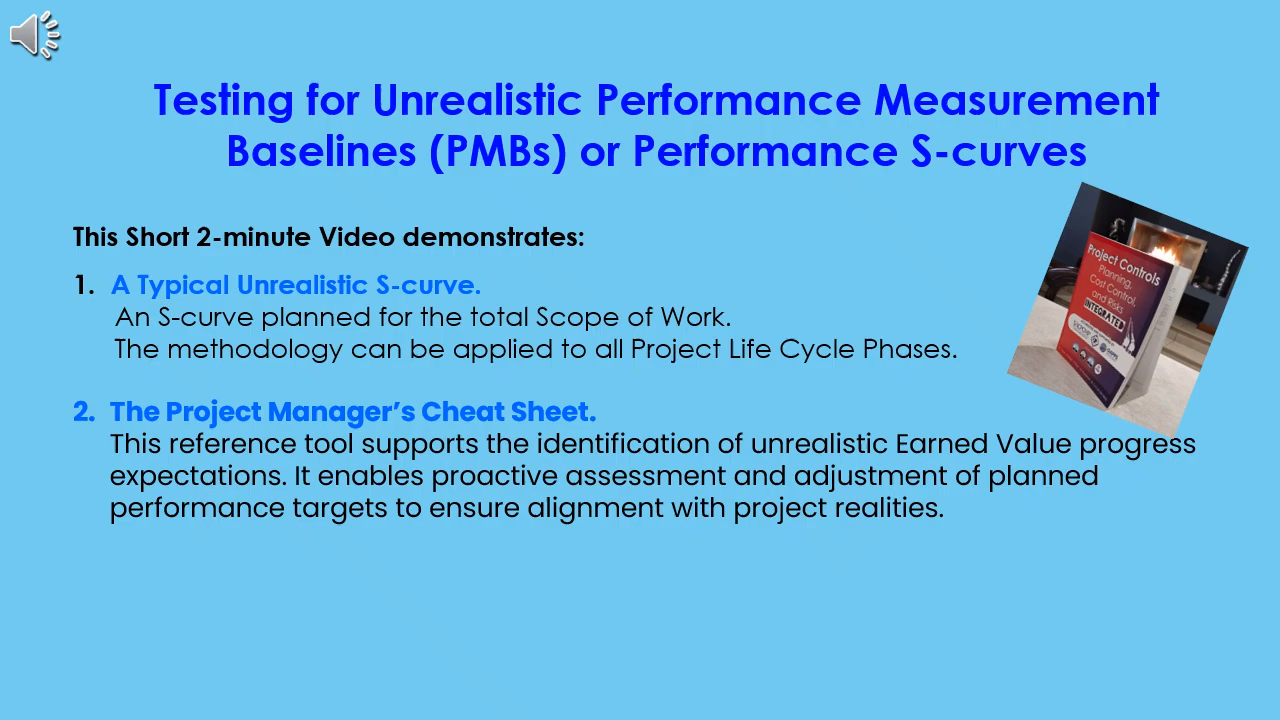 Testing for Unrealistic Performance Measurement
Baselines (PMBs) or Performance S-curves
This Short 2-minute Video demonstrates:
1. A Typical Unrealistic S-curve.
An S-curve planned for the total Scope of Work.
The methodology can be applied to all Project Life Cycle Phases.
2. The Project Manager’s Cheat Sheet.
This reference tool supports the identification of unrealistic Earned Value progress
expectations. It enables proactive assessment and adjustment of planned
performance targets to ensure alignment with project realities.
Project Controls
Planning,
Cost Control,
and Risks
INTEGRATED